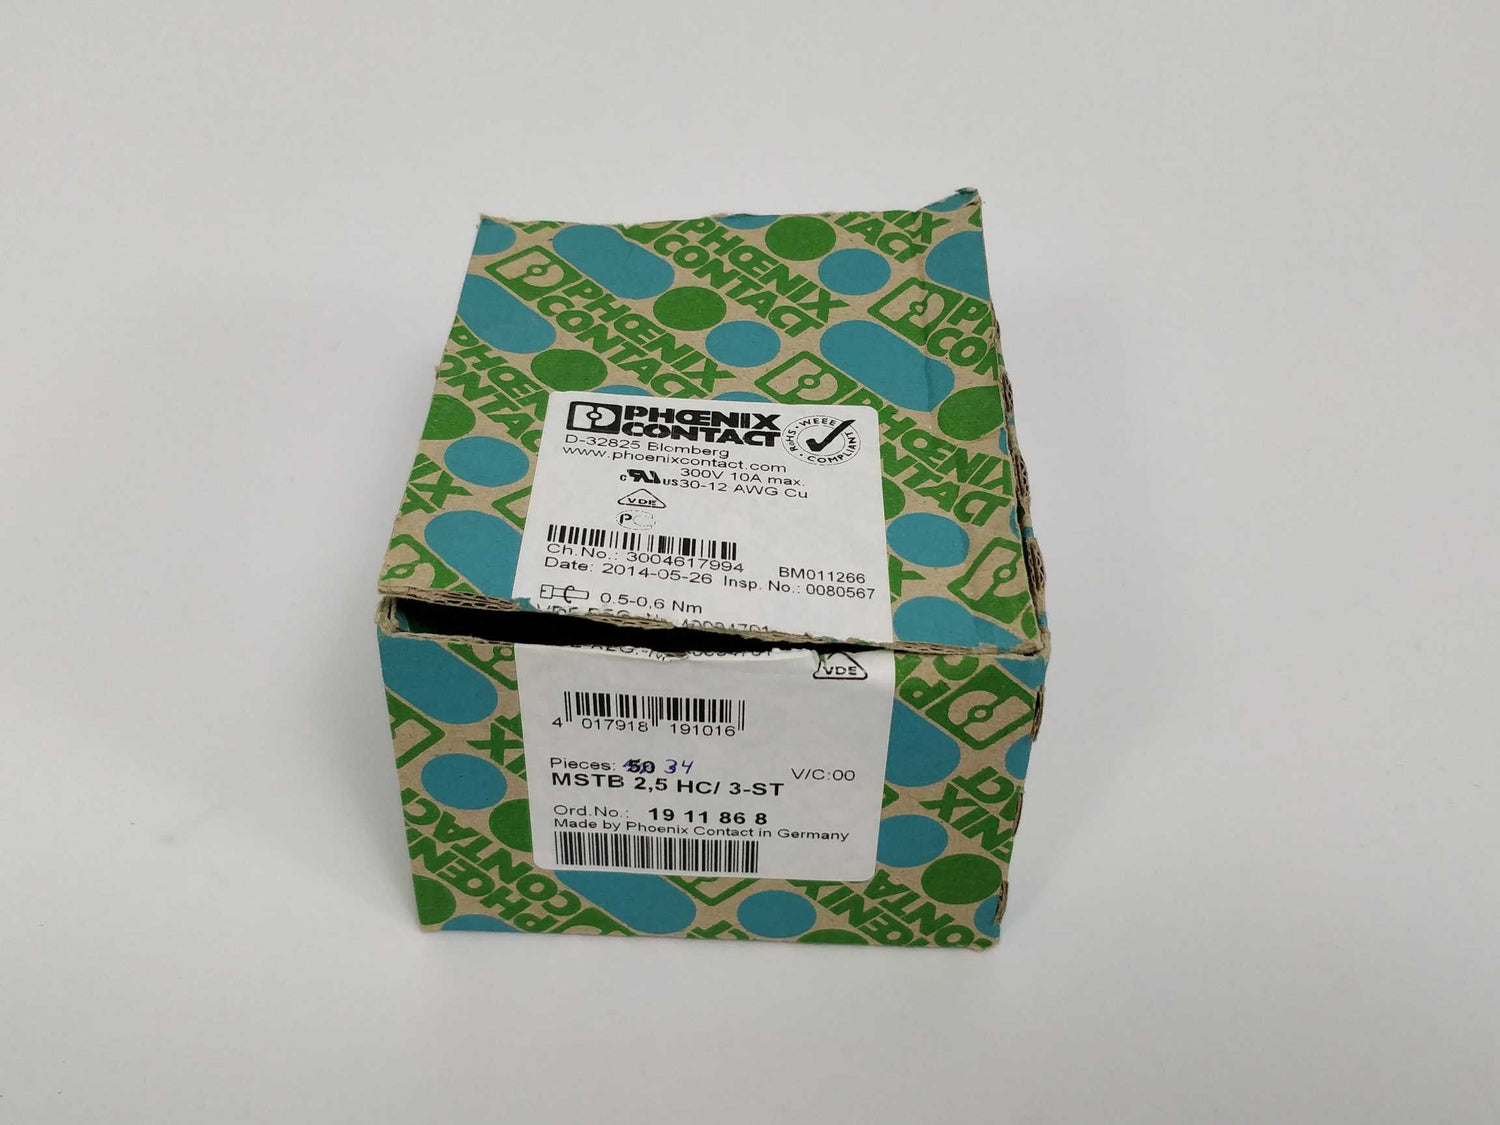 PHŒNIX
CONTACT
WEEE
RoHS
COMPLIANT
D-32825 Blomberg
www.phoenixcontact.com
300V 10A max.
c US 30-12 AWG Cu
VDE
Ch.No.: 3004617994
BM011266
Date: 2014-05-26 Insp. No.: 0080567
0.5-0,6 Nm
VDE
4 017918 191016
Pieces: 50 34
V/C:00
MSTB 2,5 HC/ 3-ST
Ord.No.: 19 11 86 8
Made by Phoenix Contact in Germany